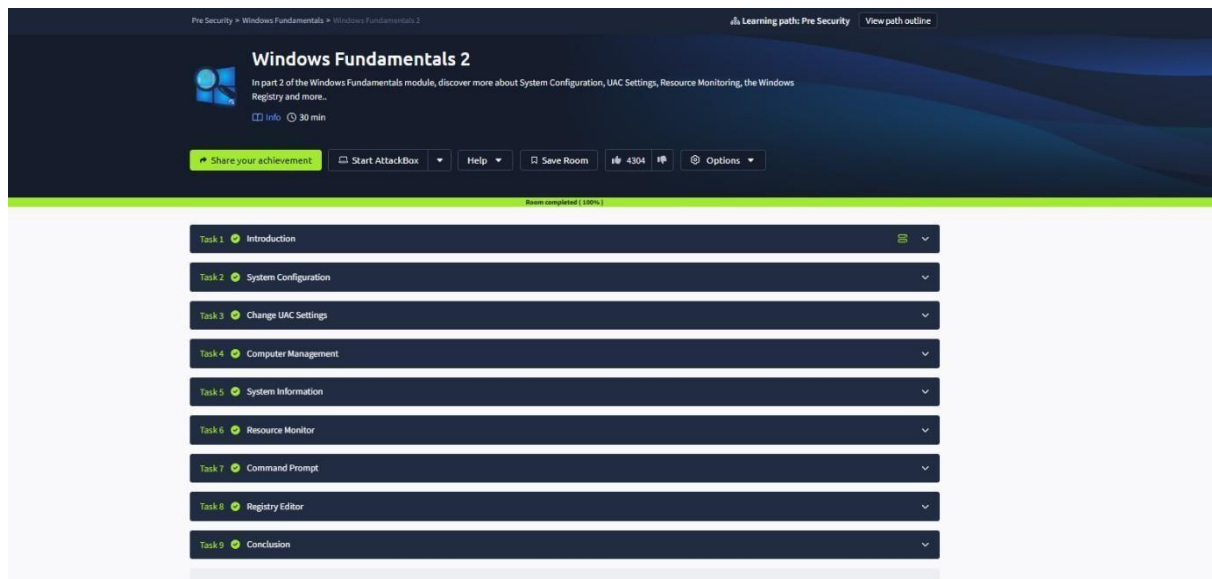 Pre Security > Windows Fundamentals > Windows Fundamentals 2
Learning path: Pre Security View path outline
Windows Fundamentals 2
In part 2 of the Windows Fundamentals module, discover more about System Configuration, UAC Settings, Resource Monitoring, the Windows
Registry and more..
Info 30 min
Share your achievement Start AttackBox Help Save Room 4304 Options
Room completed ( 100% )
Task 1 Introduction
Task 2 System Configuration
Task 3 Change UAC Settings
Task 4 Computer Management
Task 5 System Information
Task 6 Resource Monitor
Task 7 Command Prompt
Task 8 Registry Editor
Task 9 Conclusion